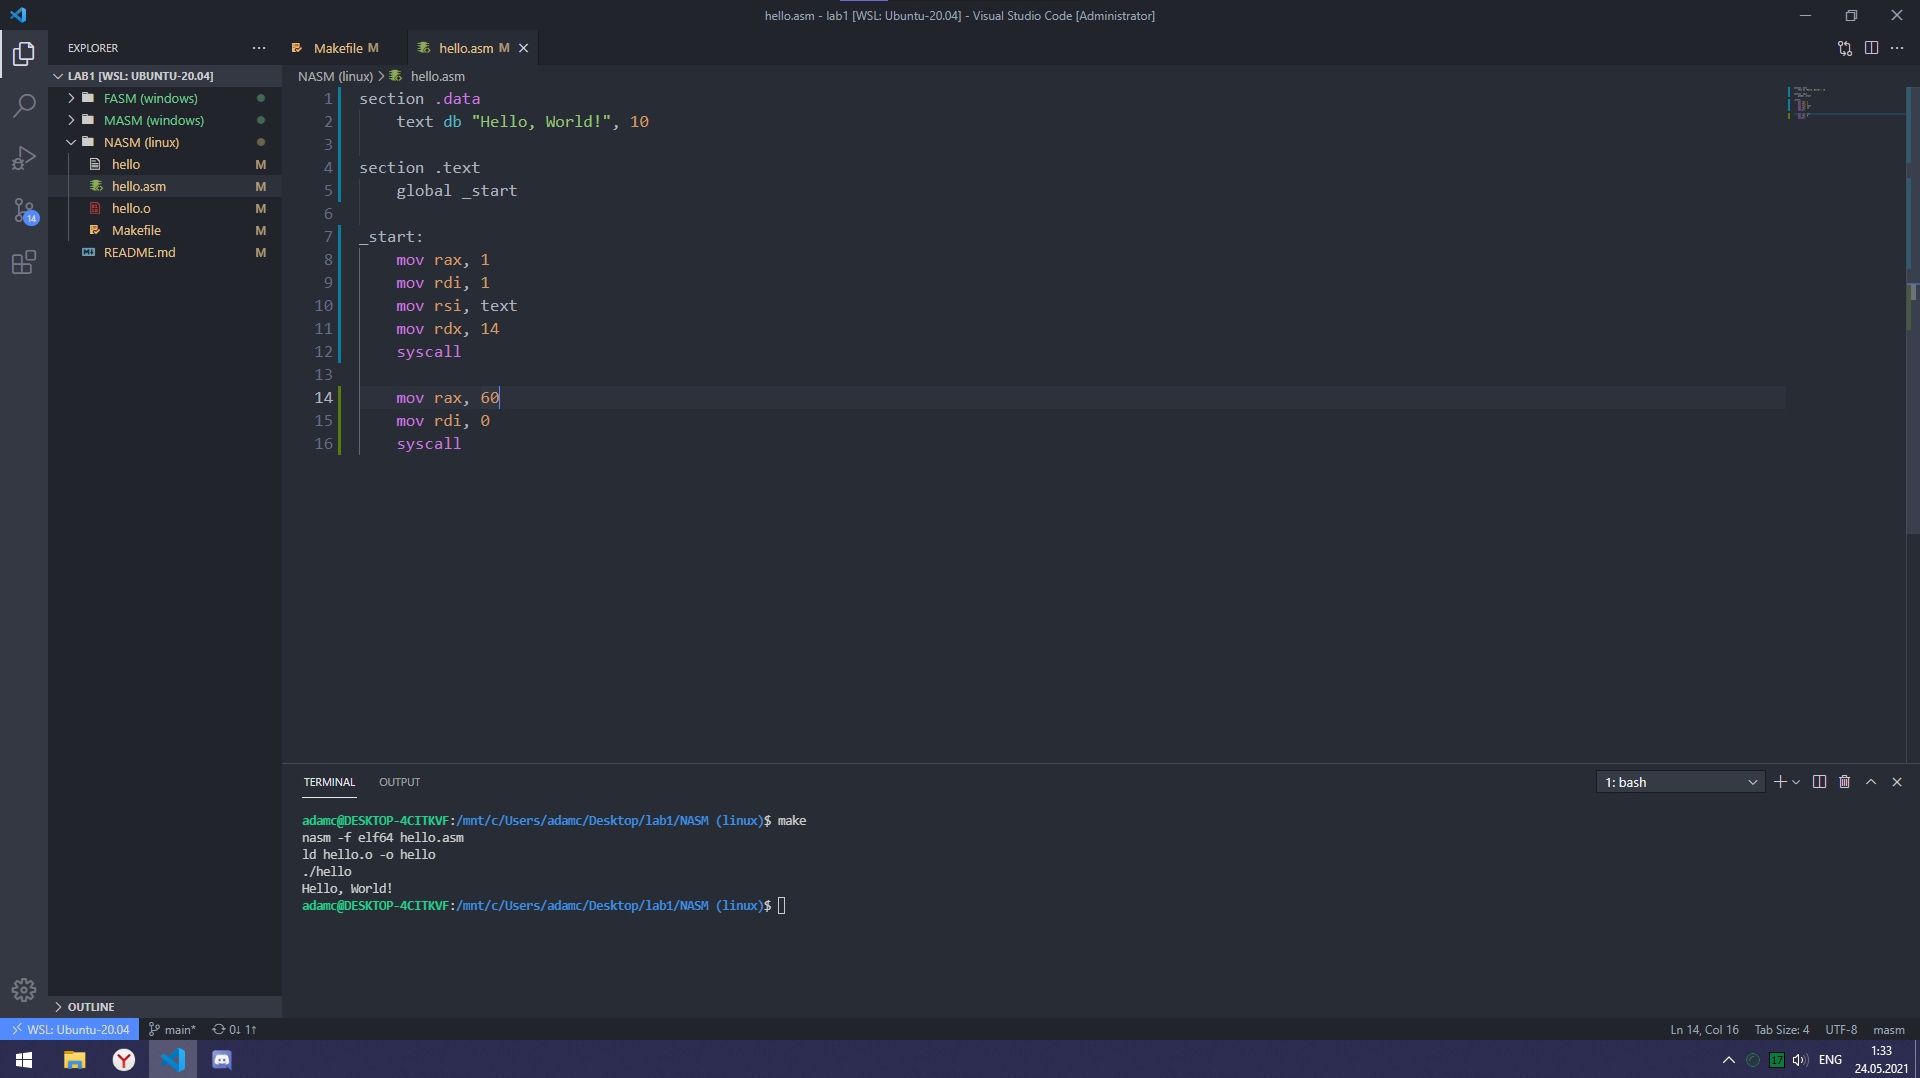 hello.asm - lab1 [WSL: Ubuntu-20.04] - Visual Studio Code [Administrator]
EXPLORER
Makefile M
hello.asm M
LAB1 [WSL: UBUNTU-20.04]
NASM (linux) > hello.asm
FASM (windows)
MASM (windows)
NASM (linux)
hello M
hello.asm M
hello.o M
Makefile M
README.md M
14
1 section .data
2 text db "Hello, World!", 10
3
4 section .text
5 global _start
6
7 _start:
8 mov rax, 1
9 mov rdi, 1
10 mov rsi, text
11 mov rdx, 14
12 syscall
13
14 mov rax, 60
15 mov rdi, 0
16 syscall
TERMINAL OUTPUT
1: bash
adamc@DESKTOP-4CITKVF:/mnt/c/Users/adamc/Desktop/lab1/NASM (linux)$ make
nasm -f elf64 hello.asm
ld hello.o -o hello
./hello
Hello, World!
adamc@DESKTOP-4CITKVF:/mnt/c/Users/adamc/Desktop/lab1/NASM (linux)$
OUTLINE
WSL: Ubuntu-20.04 main* 0↓ 1↑ Ln 14, Col 16 Tab Size: 4 UTF-8 masm
17 ENG 1:33
24.05.2021